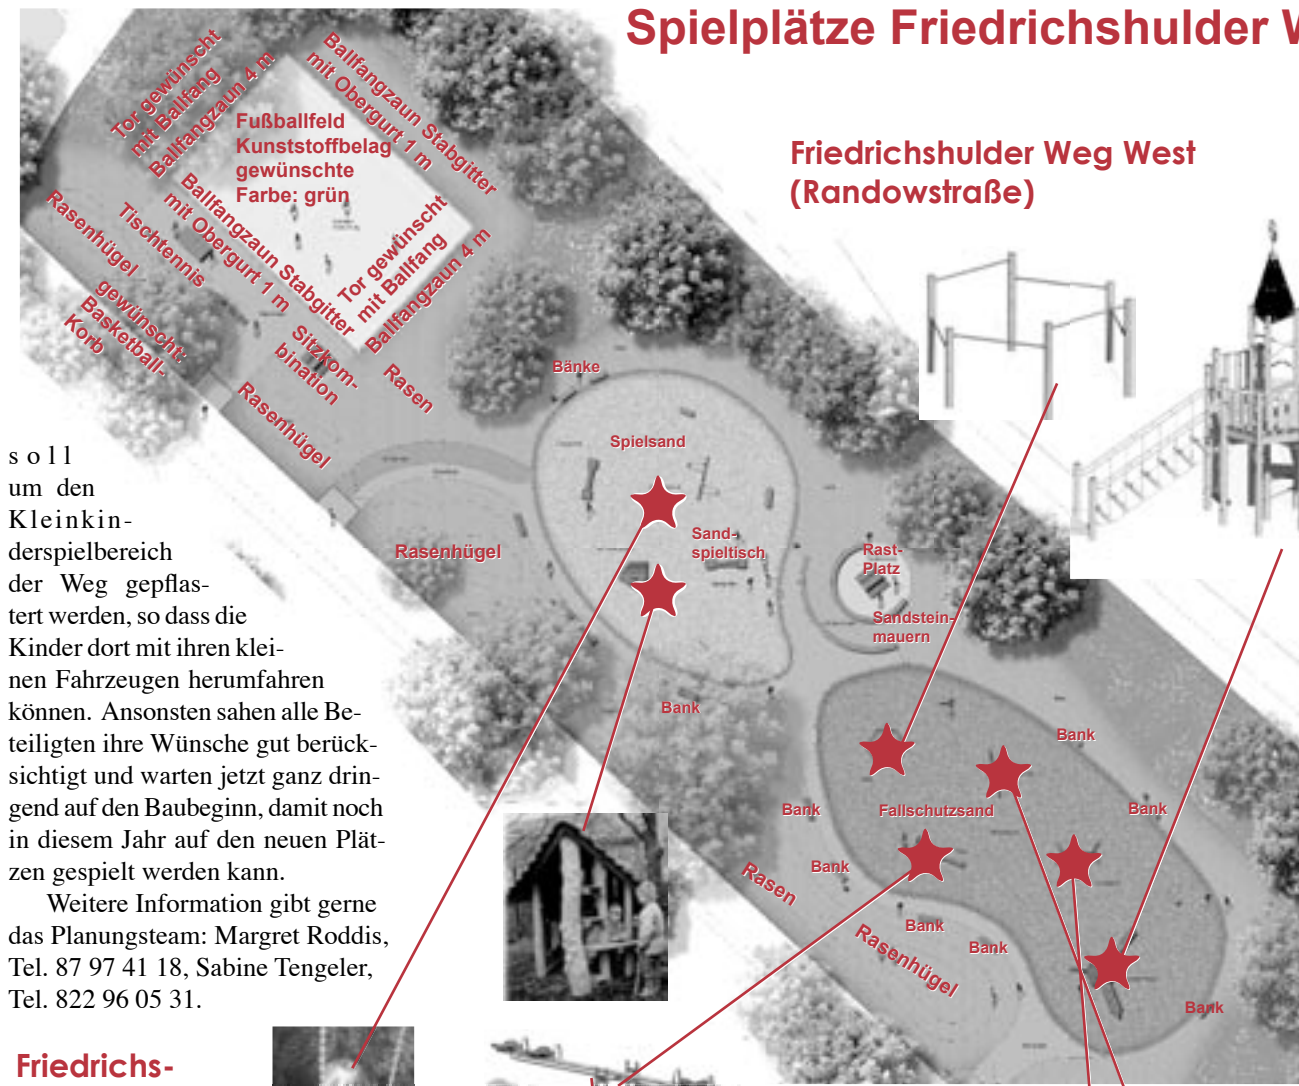 Spielplätze Friedrichshulder W
Friedrichshulder Weg West
(Randowstraße)
Tor gewünscht
mit Ballfang
Ballfangzaun 4 m
Ballfangzaun Stabgitter
mit Obergurt 1 m
Fußballfeld
Kunststoffbelag
gewünschte
Farbe: grün
Ballfangzaun Stabgitter
mit Obergurt 1 m
Tor gewünscht
mit Ballfang
Ballfangzaun 4 m
Rasenhügel
Tischtennis
gewünscht:
Basketball-
Korb
Sitzkom-
bination
Rasen
Rasenhügel
Bänke
Spielsand
Sand-
spieltisch
Rasenhügel
Rast-
Platz
Sandstein-
mauern
Bank
Bank
Bank
Bank
Fallschutzsand
Bank
Rasen
Bank
Bank
Rasenhügel
Bank
soll
um den
Kleinkin-
derspielbereich
der Weg gepflas-
tert werden, so dass die
Kinder dort mit ihren klei-
nen Fahrzeugen herumfahren
können. Ansonsten sahen alle Be-
teiligten ihre Wünsche gut berück-
sichtigt und warten jetzt ganz drin-
gend auf den Baubeginn, damit noch
in diesem Jahr auf den neuen Plät-
zen gespielt werden kann.
Weitere Information gibt gerne
das Planungsteam: Margret Roddis,
Tel. 87 97 41 18, Sabine Tengeler,
Tel. 822 96 05 31.
Friedrichs-